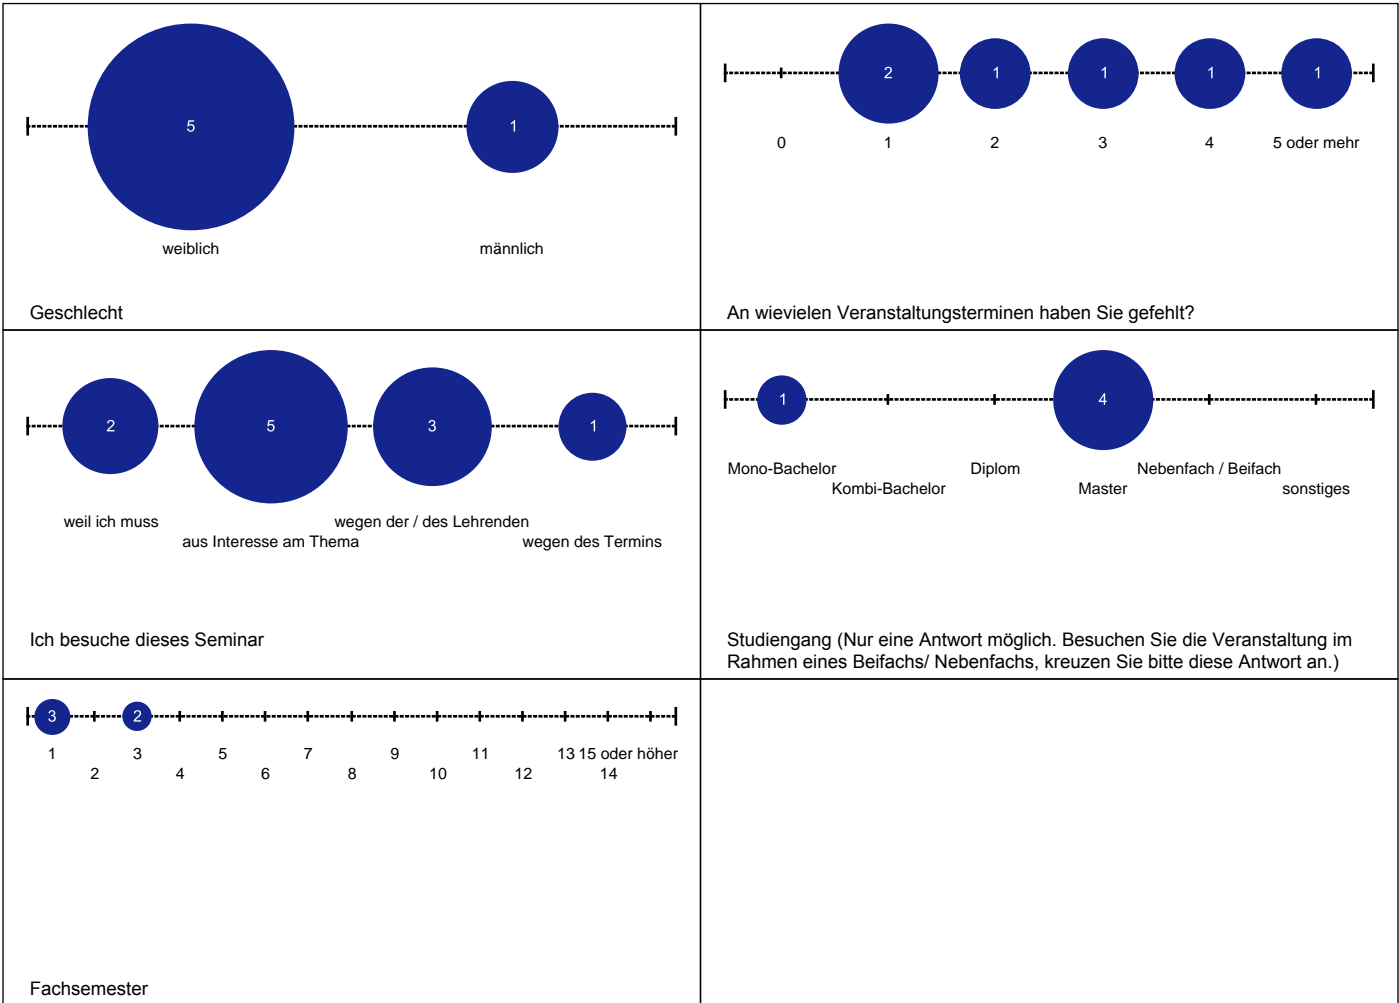 5
1
weiblich
männlich
Geschlecht
2
1
1
1
1
0
1
2
3
4
5 oder mehr
An wievielen Veranstaltungsterminen haben Sie gefehlt?
2
5
3
1
weil ich muss
wegen der / des Lehrenden
aus Interesse am Thema
wegen des Termins
Ich besuche dieses Seminar
1
4
Mono-Bachelor
Diplom
Nebenfach / Beifach
Kombi-Bachelor
Master
sonstiges
Studiengang (Nur eine Antwort möglich. Besuchen Sie die Veranstaltung im
Rahmen eines Beifachs/ Nebenfachs, kreuzen Sie bitte diese Antwort an.)
3
2
1
3
5
7
9
11
13
15 oder höher
2
4
6
8
10
12
14
Fachsemester